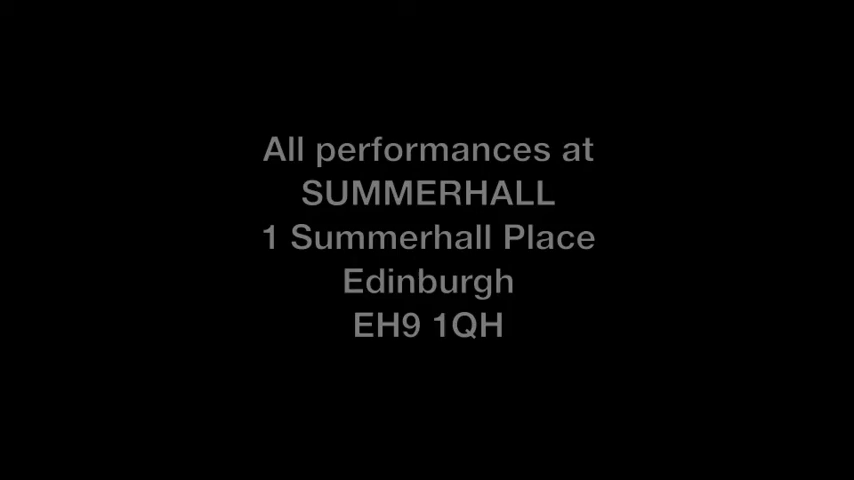 All performances at
SUMMERHALL
1 Summerhall Place
Edinburgh
EH9 1QH